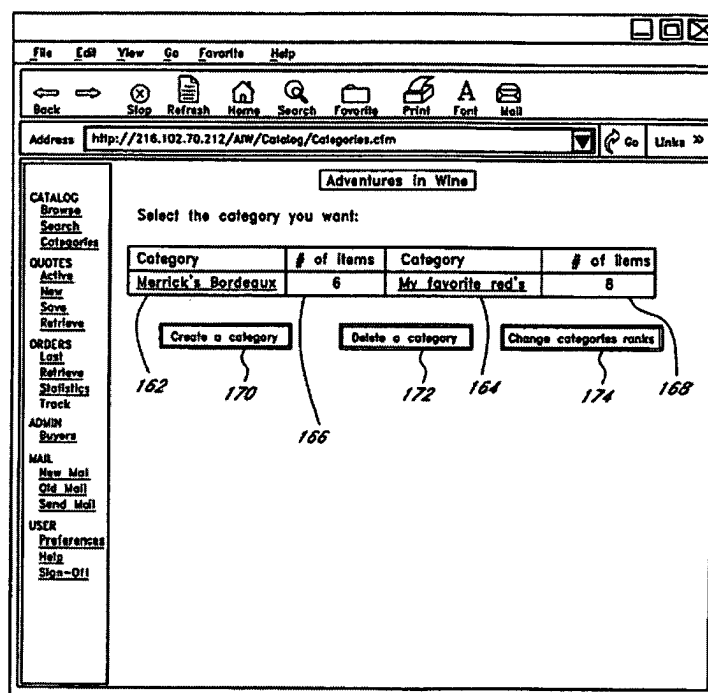 File Edit View Go Favorite Help
Back Stop Refresh Home Search Favorite Print Font Mail
Address http://216.102.70.212/AIW/Catalog/Categories.cfm Go Links »
Adventures in Wine
CATALOG
Browse
Search
Categories
QUOTES
Active
New
Save
Retrieve
ORDERS
Last
Retrieve
Statistics
Track
ADMIN
Buyers
MAIL
New Mail
Old Mail
Send Mail
USER
Preferences
Help
Sign-Off
Select the category you want:
Category # of items Category # of items
Merrick's Bordeaux 6 My favorite red's 8
Create a category Delete a category Change categories ranks
162 170 166 172 164 174 168